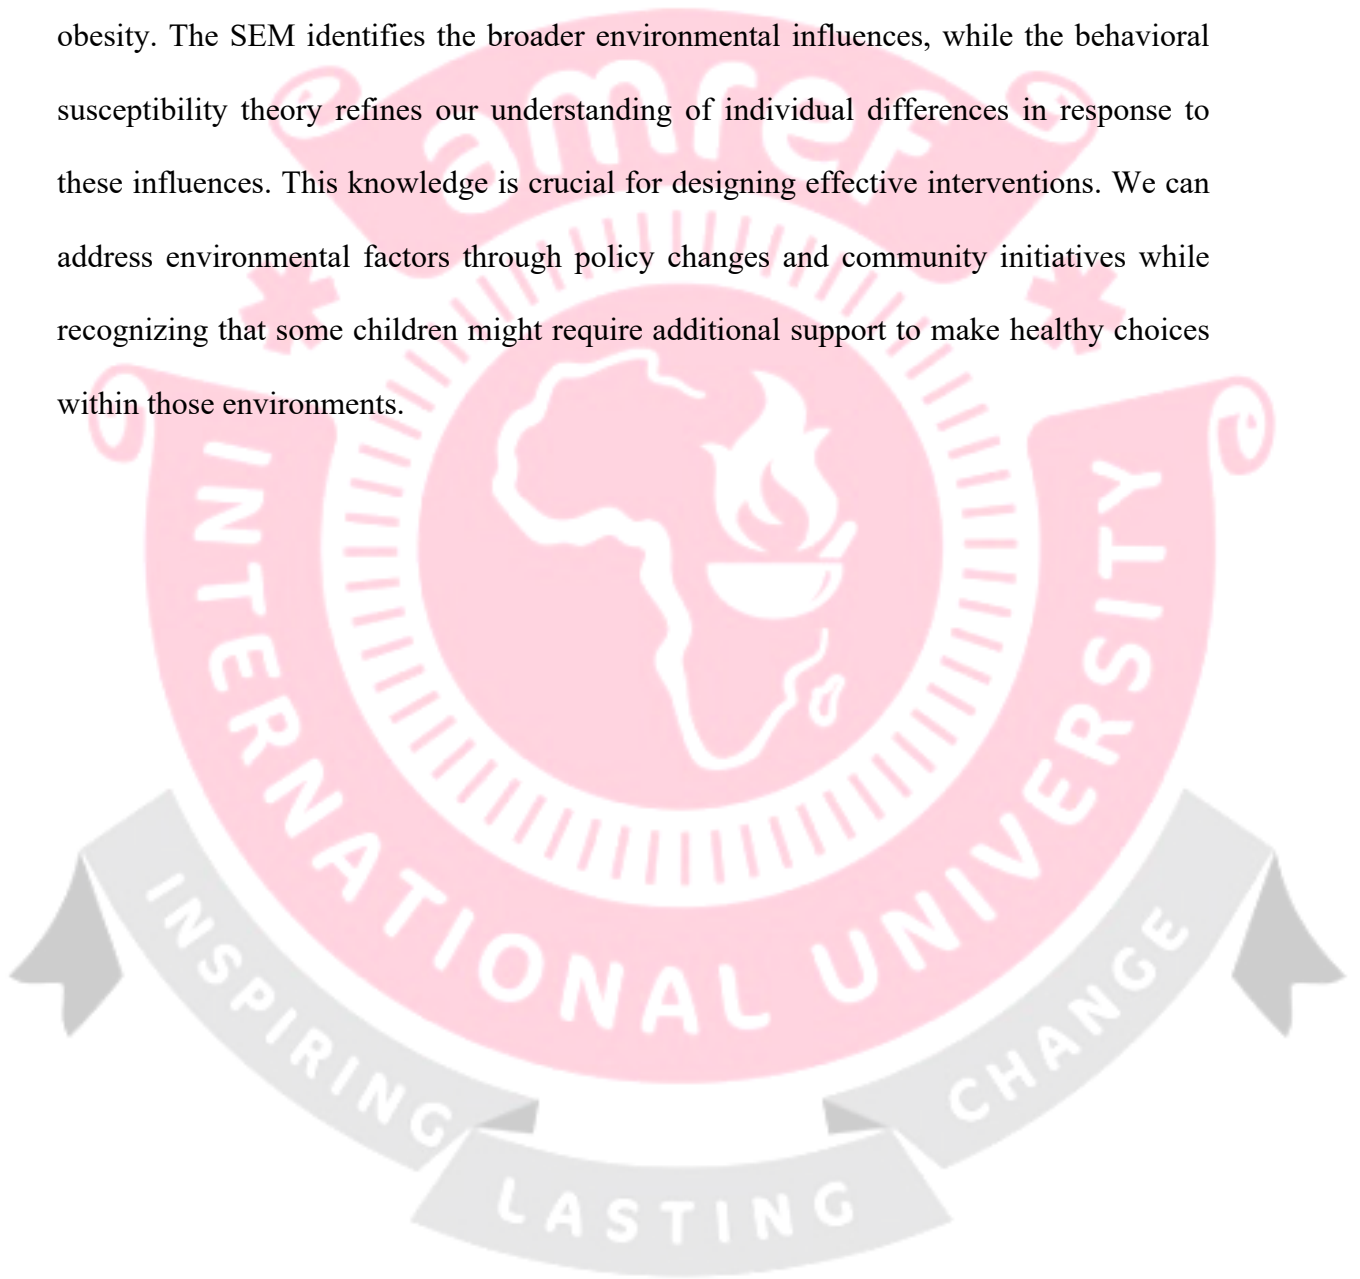 obesity. The SEM identifies the broader environmental influences, while the behavioral
susceptibility theory refines our understanding of individual differences in response to
these influences. This knowledge is crucial for designing effective interventions. We can
address environmental factors through policy changes and community initiatives while
recognizing that some children might require additional support to make healthy choices
within those environments.
amref
INTERNATIONAL UNIVERSITY
INSPIRING
LASTING
CHANGE